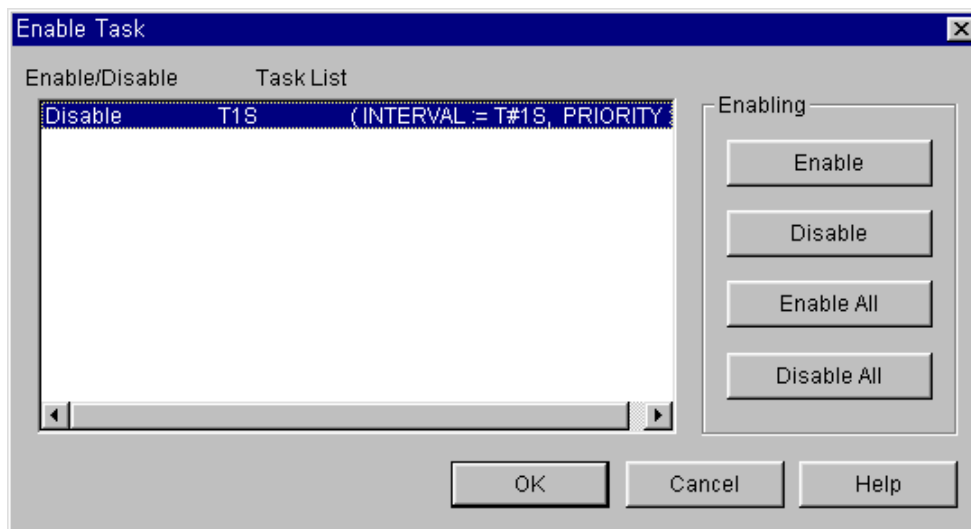 Enable Task
Enable/Disable Task List
Disable T1S ( INTERVAL := T#1S, PRIORITY :
Enabling
Enable
Disable
Enable All
Disable All
OK Cancel Help